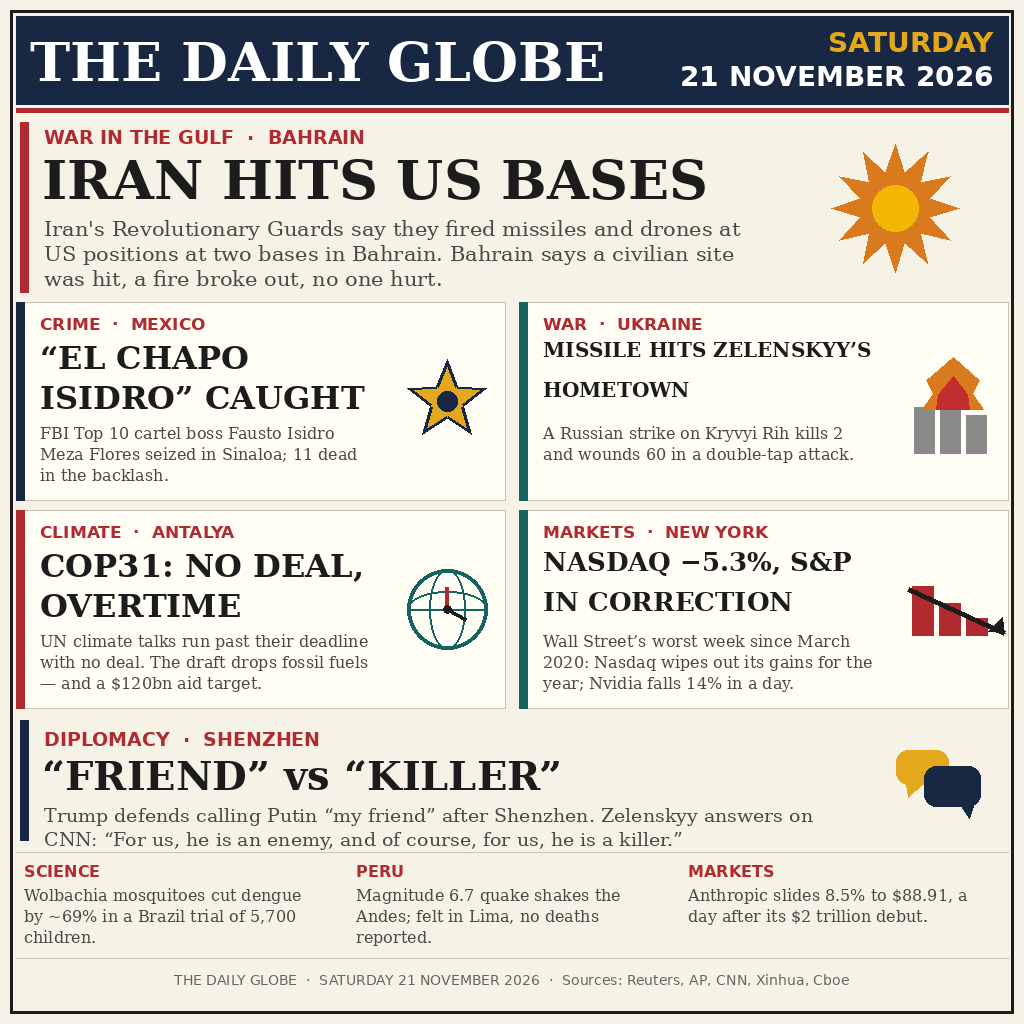 THE DAILY GLOBE
SATURDAY
21 NOVEMBER 2026
WAR IN THE GULF · BAHRAIN
IRAN HITS US BASES
Iran's Revolutionary Guards say they fired missiles and drones at
US positions at two bases in Bahrain. Bahrain says a civilian site
was hit, a fire broke out, no one hurt.
CRIME · MEXICO
“EL CHAPO
ISIDRO” CAUGHT
FBI Top 10 cartel boss Fausto Isidro
Meza Flores seized in Sinaloa; 11 dead
in the backlash.
WAR · UKRAINE
MISSILE HITS ZELENSKYY’S
HOMETOWN
A Russian strike on Kryvyi Rih kills 2
and wounds 60 in a double-tap attack.
CLIMATE · ANTALYA
COP31: NO DEAL,
OVERTIME
UN climate talks run past their deadline
with no deal. The draft drops fossil fuels
— and a $120bn aid target.
MARKETS · NEW YORK
NASDAQ −5.3%, S&P
IN CORRECTION
Wall Street’s worst week since March
2020: Nasdaq wipes out its gains for the
year; Nvidia falls 14% in a day.
DIPLOMACY · SHENZHEN
“FRIEND” vs “KILLER”
Trump defends calling Putin “my friend” after Shenzhen. Zelenskyy answers on
CNN: “For us, he is an enemy, and of course, for us, he is a killer.”
SCIENCE
Wolbachia mosquitoes cut dengue
by ~69% in a Brazil trial of 5,700
children.
PERU
Magnitude 6.7 quake shakes the
Andes; felt in Lima, no deaths
reported.
MARKETS
Anthropic slides 8.5% to $88.91, a
day after its $2 trillion debut.
THE DAILY GLOBE · SATURDAY 21 NOVEMBER 2026 · Sources: Reuters, AP, CNN, Xinhua, Cboe